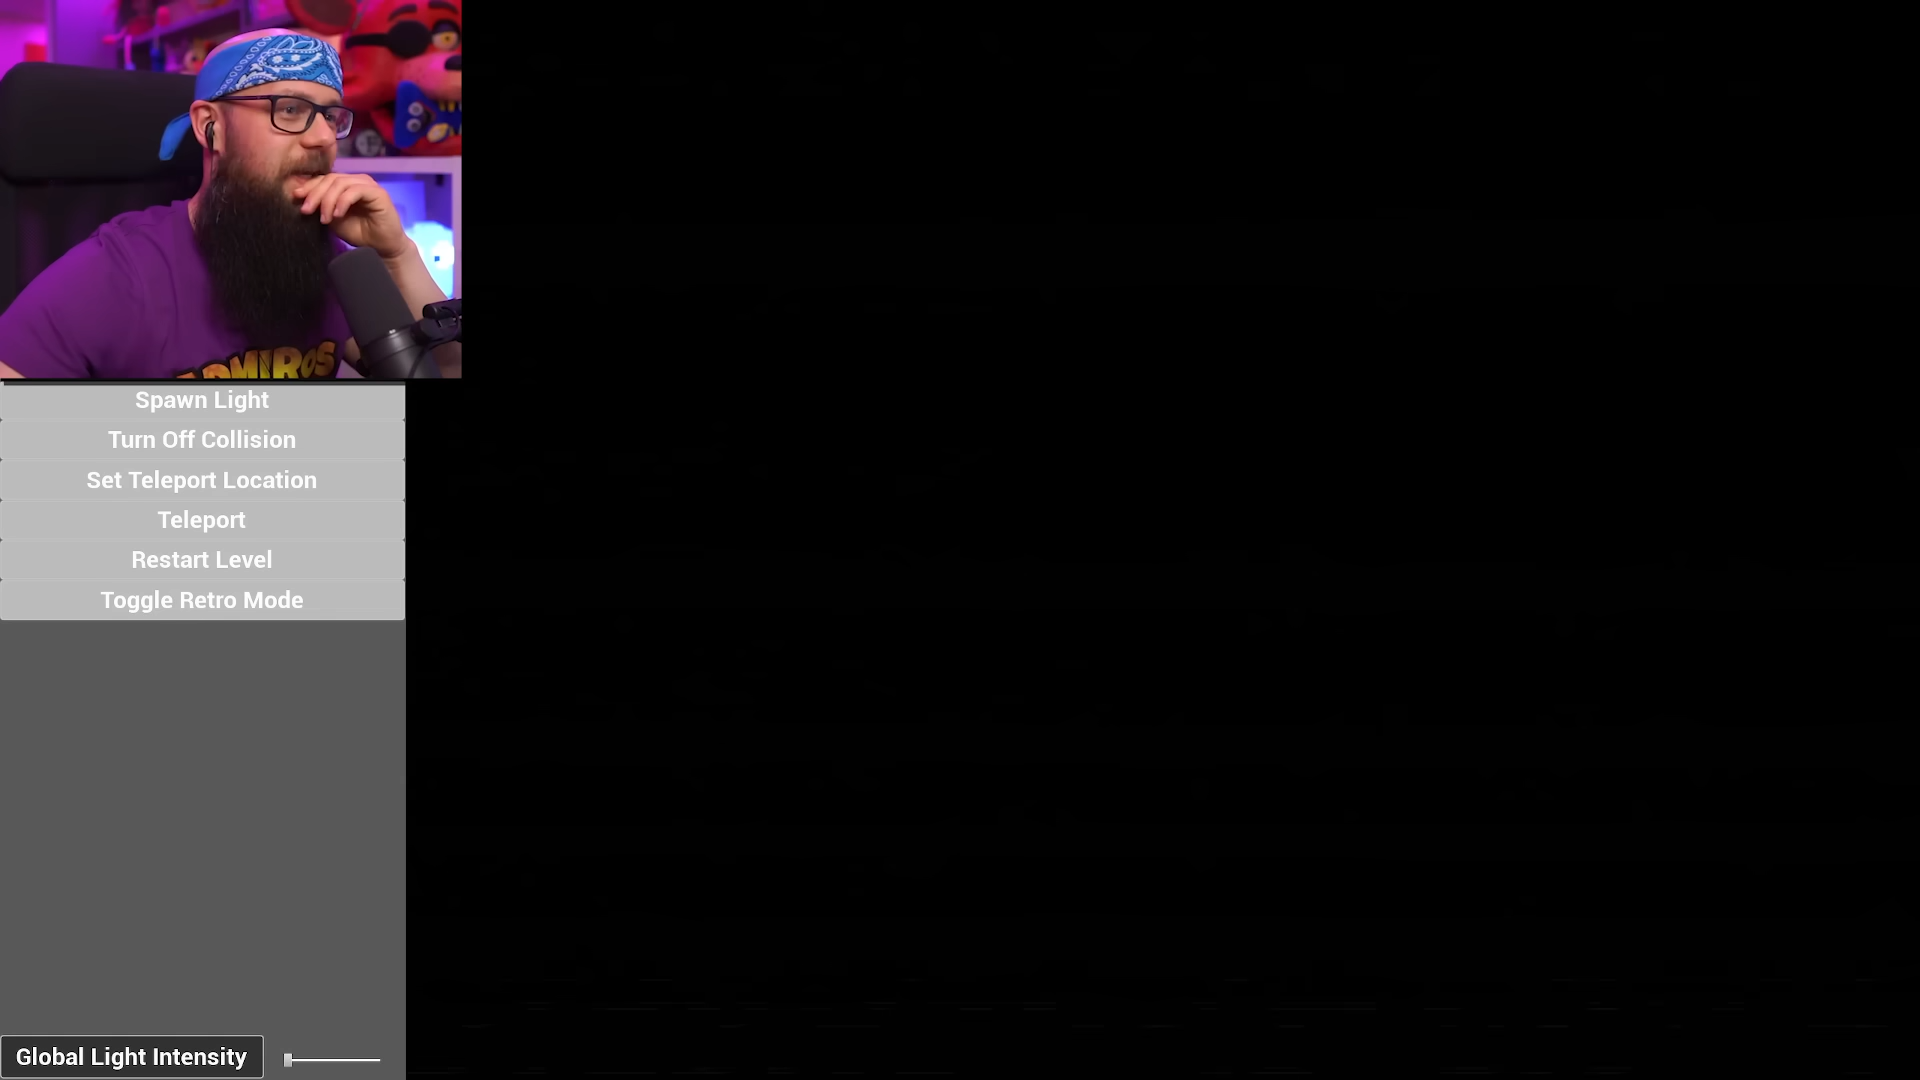 Spawn Light
Turn Off Collision
Set Teleport Location
Teleport
Restart Level
Toggle Retro Mode
Global Light Intensity